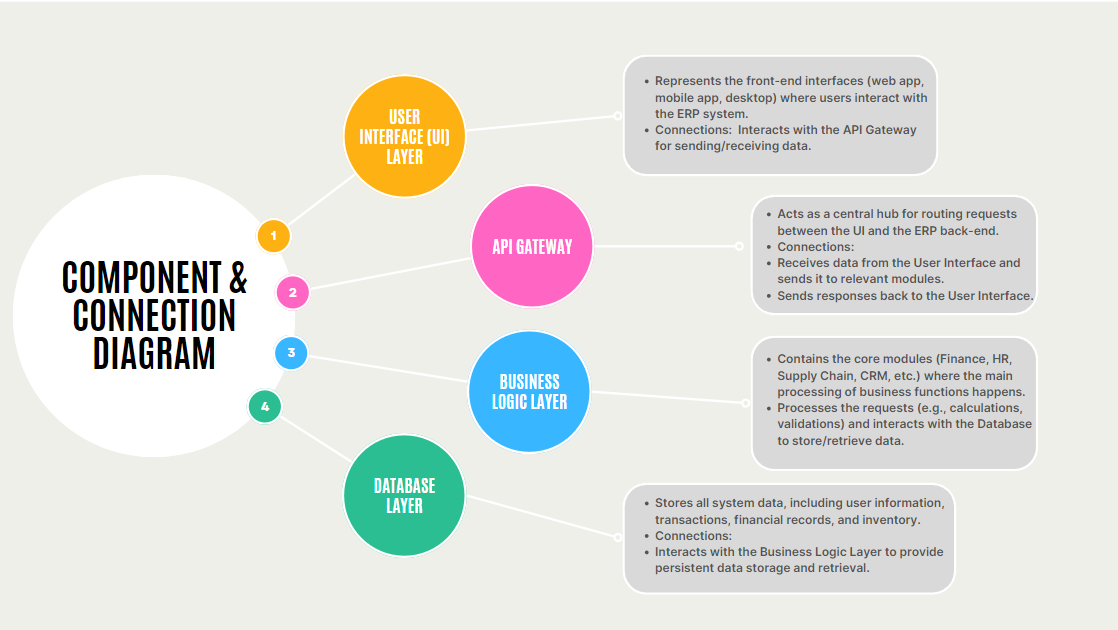 COMPONENT &
CONNECTION
DIAGRAM
1
USER
INTERFACE (UI)
LAYER
• Represents the front-end interfaces (web app,
mobile app, desktop) where users interact with
the ERP system.
• Connections:  Interacts with the API Gateway
for sending/receiving data.
2
API GATEWAY
• Acts as a central hub for routing requests
between the UI and the ERP back-end.
• Connections:
• Receives data from the User Interface and
sends it to relevant modules.
• Sends responses back to the User Interface.
3
BUSINESS
LOGIC LAYER
• Contains the core modules (Finance, HR,
Supply Chain, CRM, etc.) where the main
processing of business functions happens.
• Processes the requests (e.g., calculations,
validations) and interacts with the Database
to store/retrieve data.
4
DATABASE
LAYER
• Stores all system data, including user information,
transactions, financial records, and inventory.
• Connections:
• Interacts with the Business Logic Layer to provide
persistent data storage and retrieval.